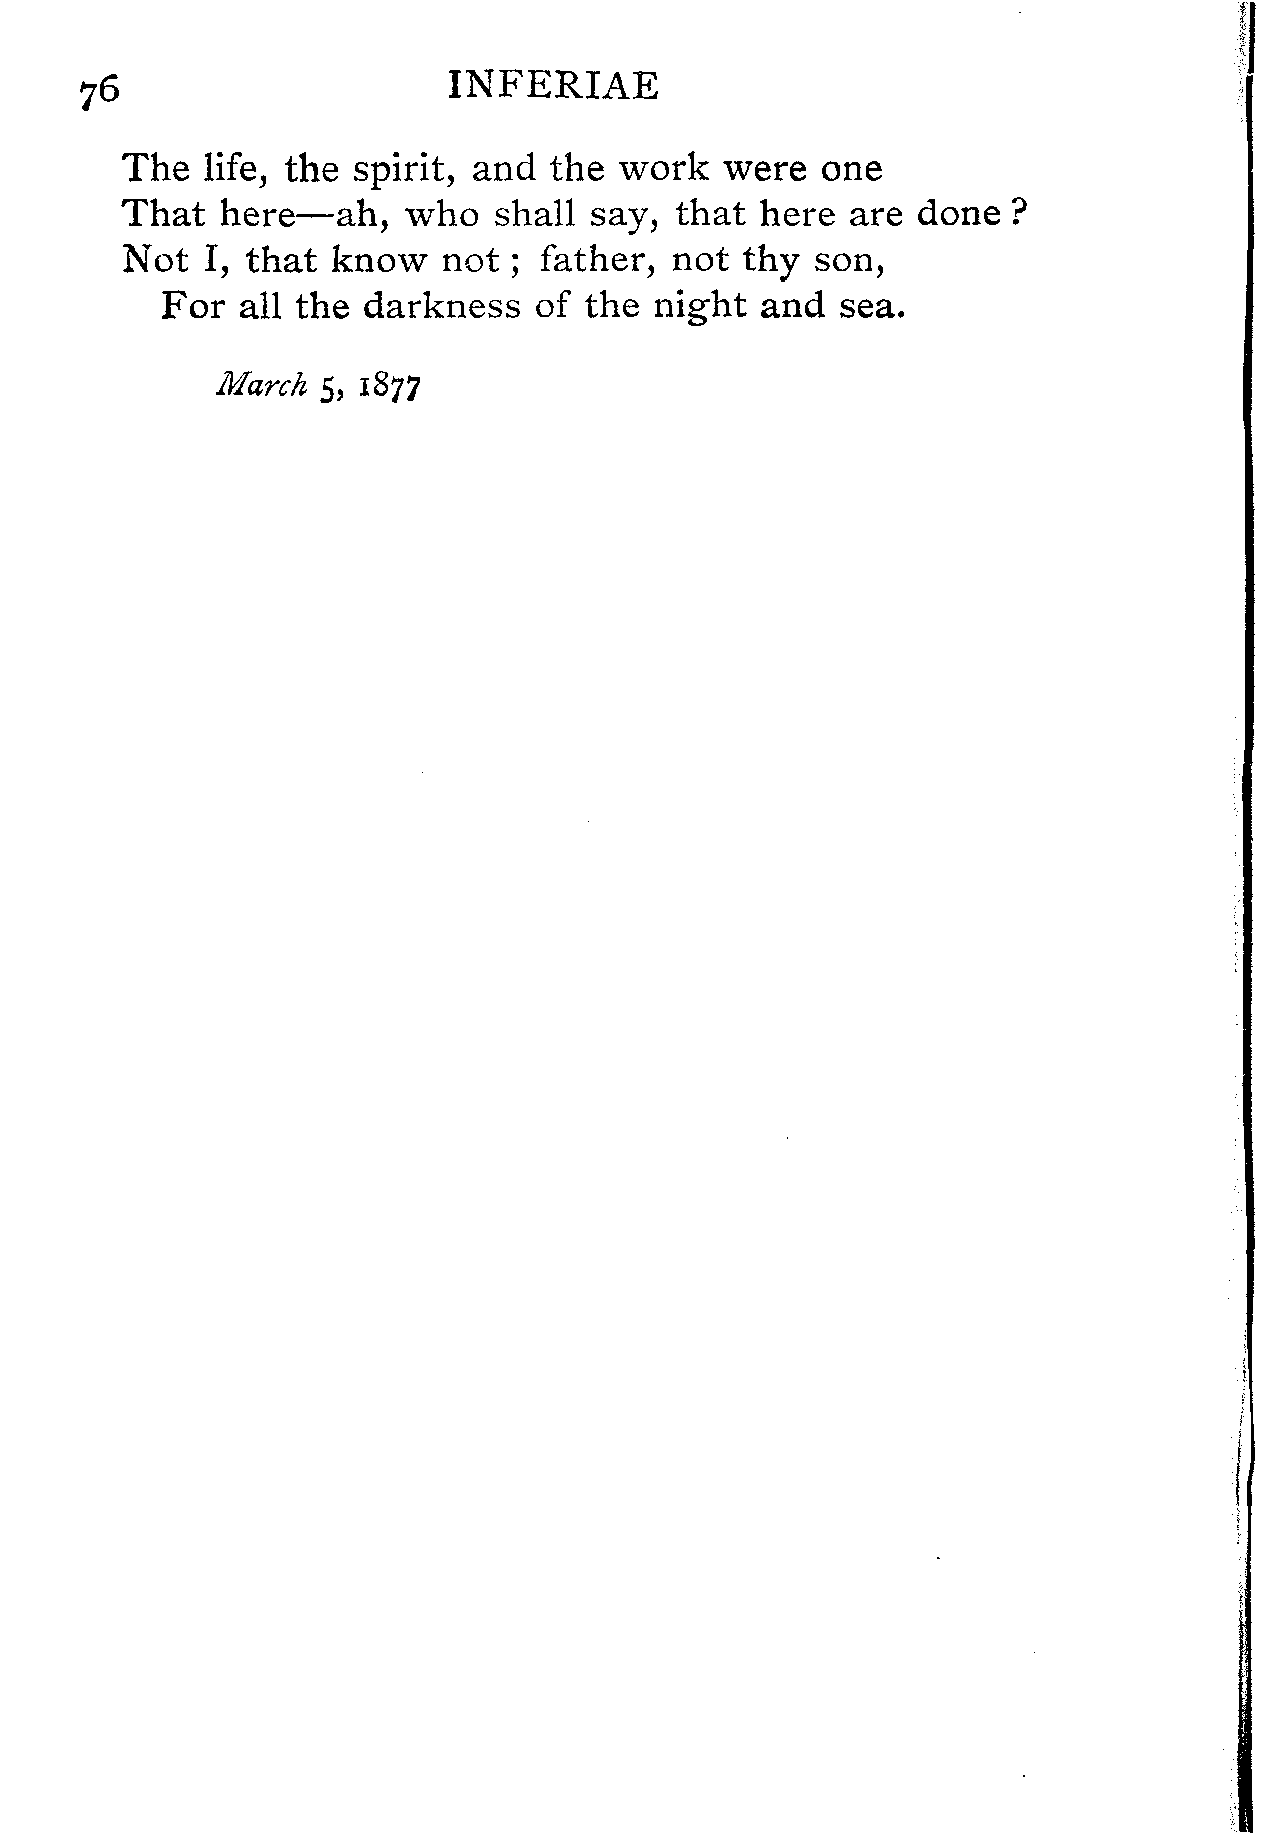 76 INFERIAE
The life, the spirit, and the work were one
That here—ah, who shall say, that here are done ?
Not I, that know not ; father, not thy son,
For all the darkness of the night and sea.
March 5, 1877